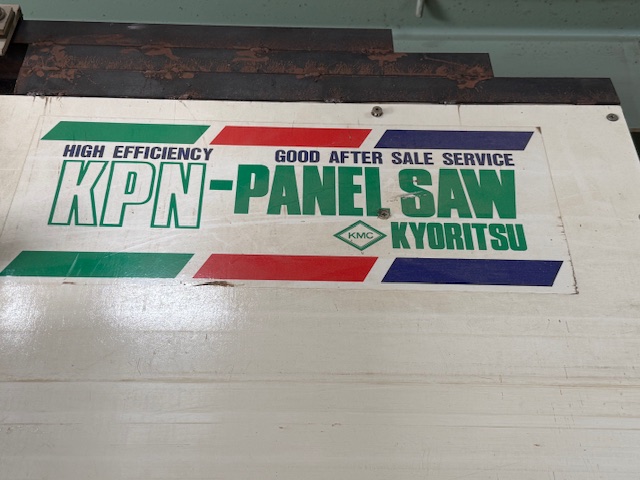 HIGH EFFICIENCY GOOD AFTER SALE SERVICE
KPN-PANEL SAW
KMC KYORITSU